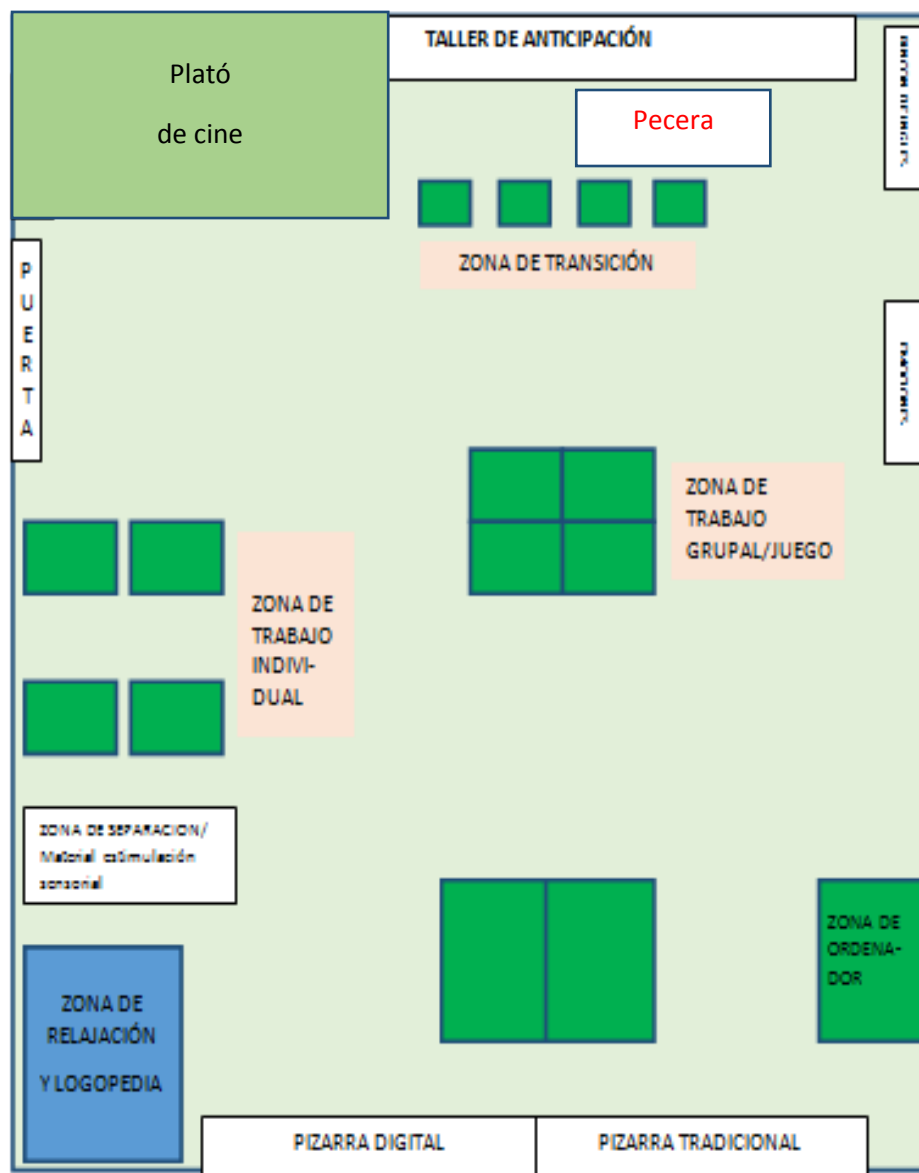 Plató
de cine
TALLER DE ANTICIPACIÓN
Pecera
ZONA DE TRANSICIÓN
P
U
E
R
T
A
ZONA DE
TRABAJO
GRUPAL/JUEGO
ZONA DE
TRABAJO
INDIVI-
DUAL
ZONA DE SEPARACION/
Material estimulación
sensorial
ZONA DE
ORDENA-
DOR
ZONA DE
RELAJACIÓN
Y LOGOPEDIA
PIZARRA DIGITAL
PIZARRA TRADICIONAL